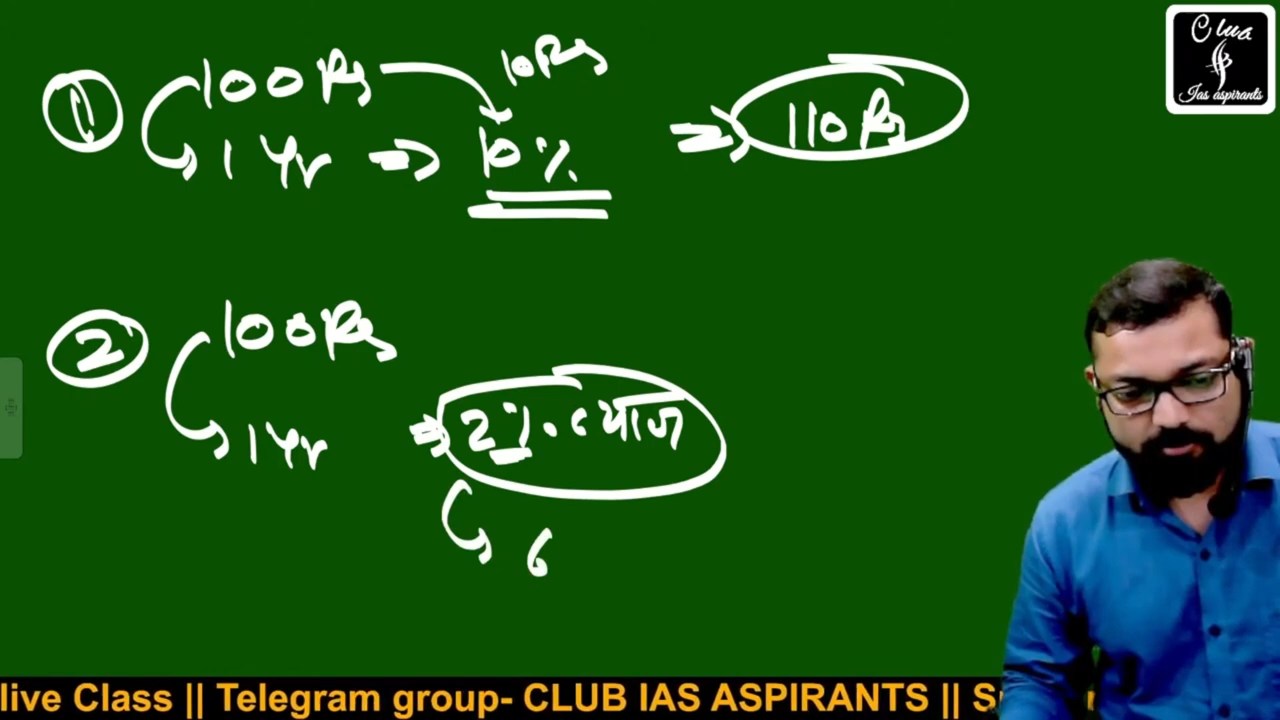 Clua
Ias aspirants
① 100 Rs 10 Rs
1 Yr ⇒ 10% ⇒ 110 Rs
② 100 Rs
1 Yr ⇒ 2% ब्याज
6
live Class || Telegram group- CLUB IAS ASPIRANTS || S